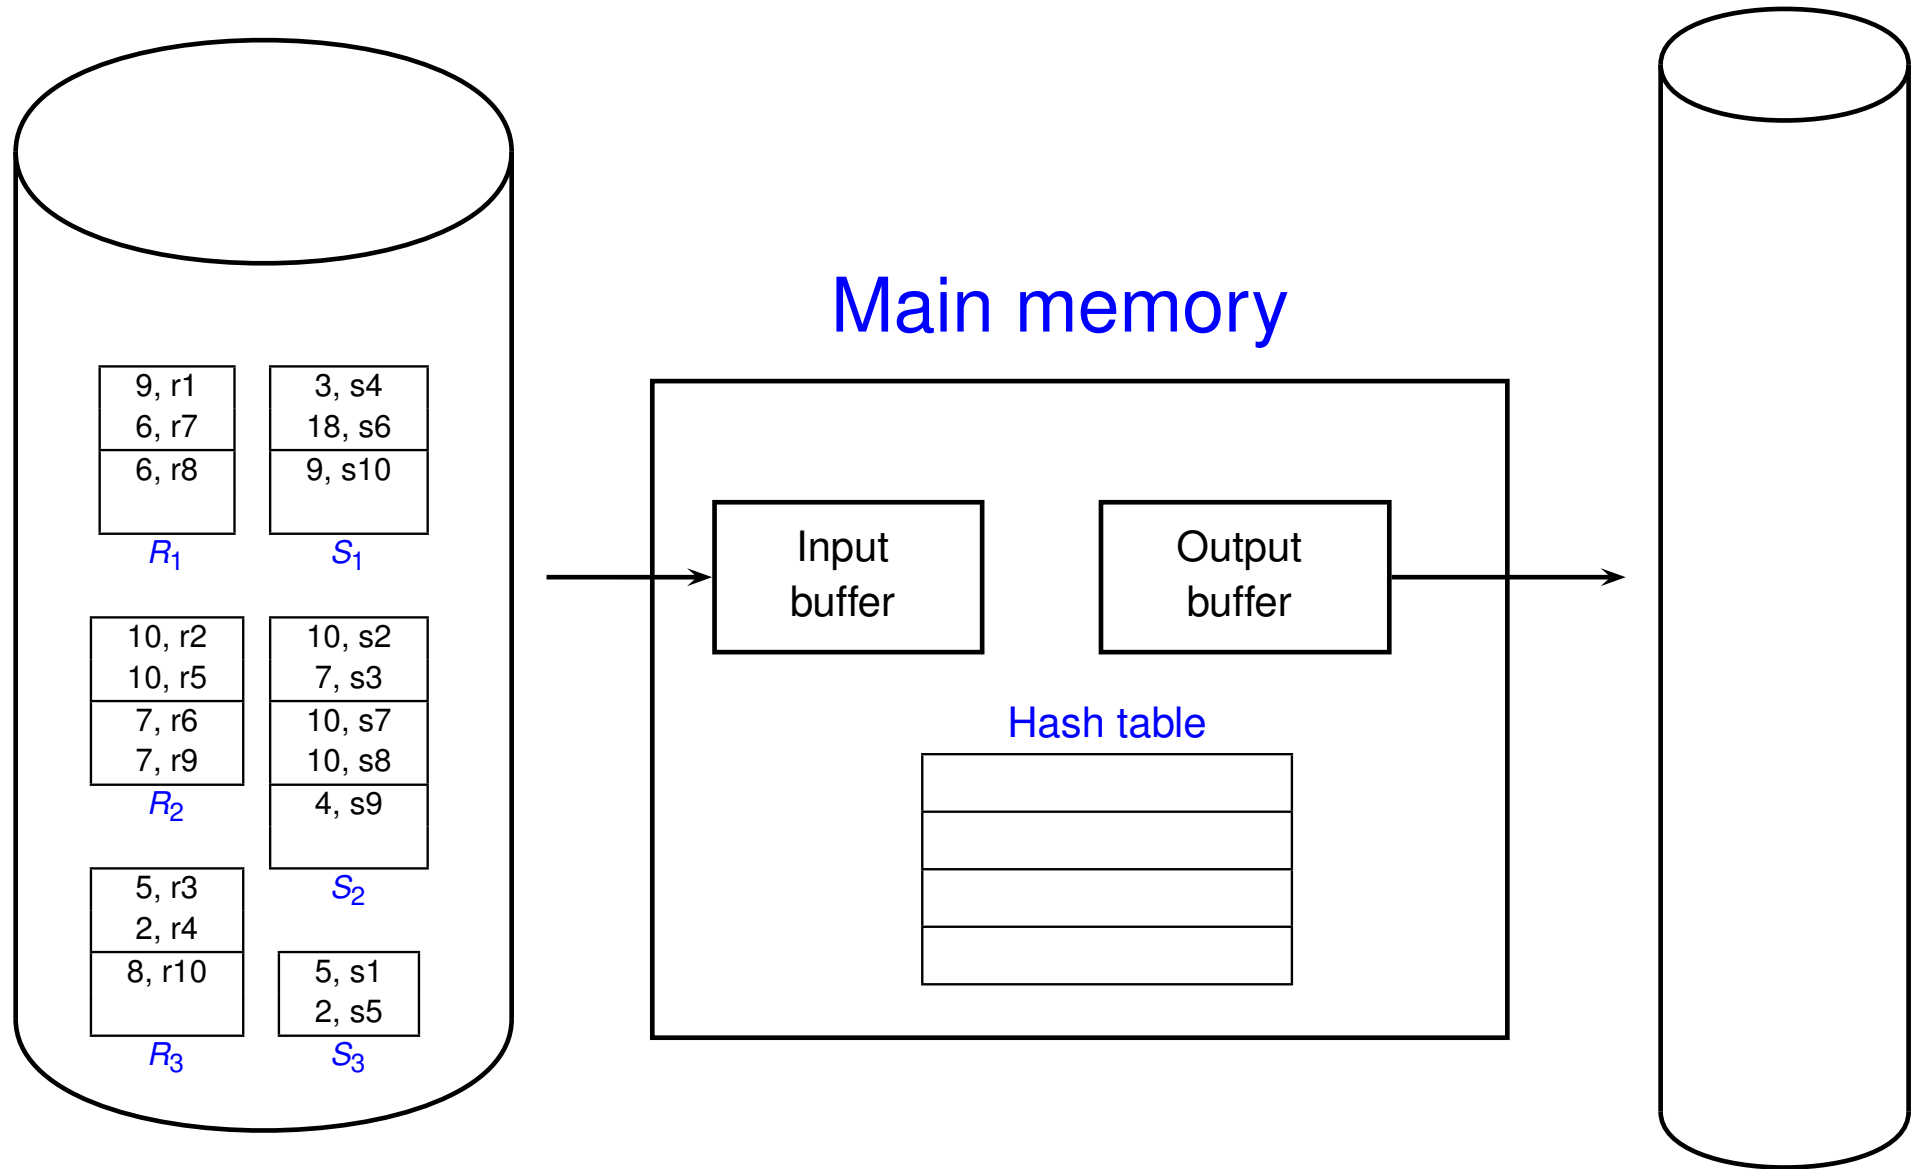 Main memory
9, r1
6, r7
6, r8
R1
3, s4
18, s6
9, s10
S1
10, r2
10, r5
7, r6
7, r9
R2
10, s2
7, s3
10, s7
10, s8
4, s9
S2
5, r3
2, r4
8, r10
R3
5, s1
2, s5
S3
Input
buffer
Output
buffer
Hash table